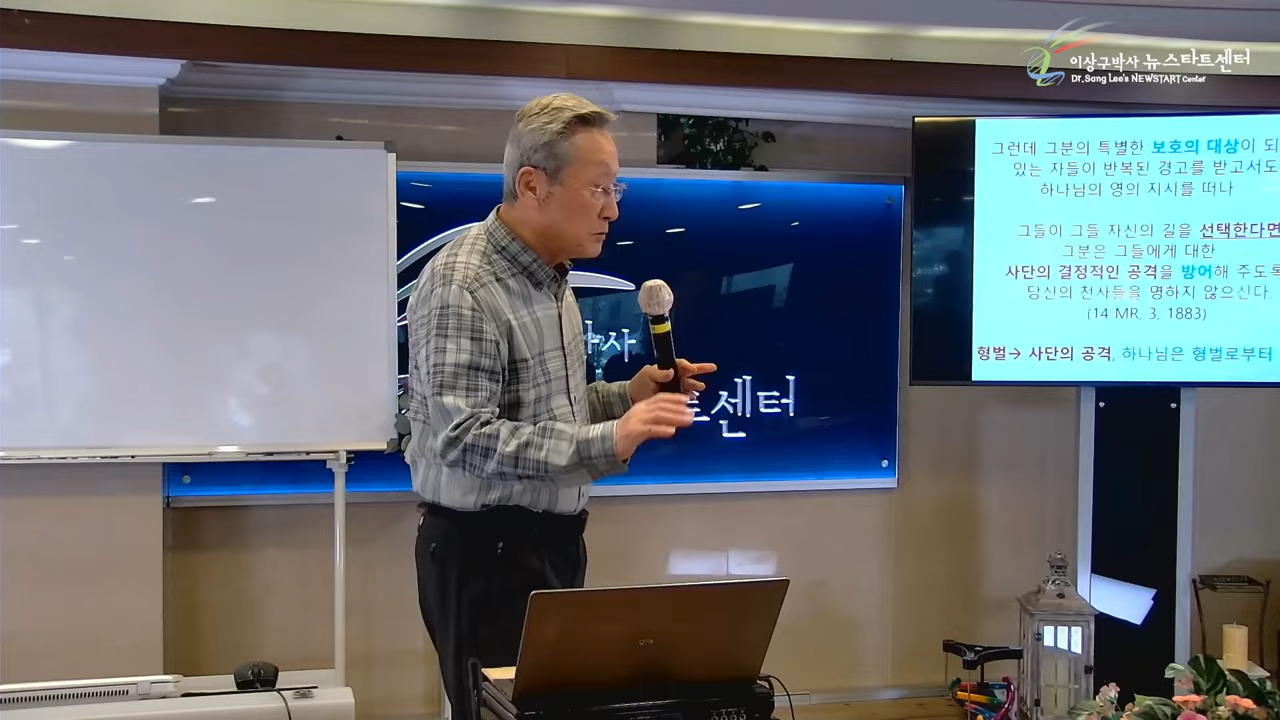 이상구박사 뉴스타트센터
Dr. Sang Lee's NEWSTART Center
그런데 그분의 특별한 보호의 대상이 되
있는 자들이 반복된 경고를 받고서도
하나님의 영의 지시를 떠나
그들이 그들 자신의 길을 선택한다면
그분은 그들에게 대한
사단의 결정적인 공격을 방어해 주도록
당신의 천사들을 명하지 않으신다.
(14 MR. 3, 1883)
형벌→ 사단의 공격, 하나님은 형벌로부터
사
트센터